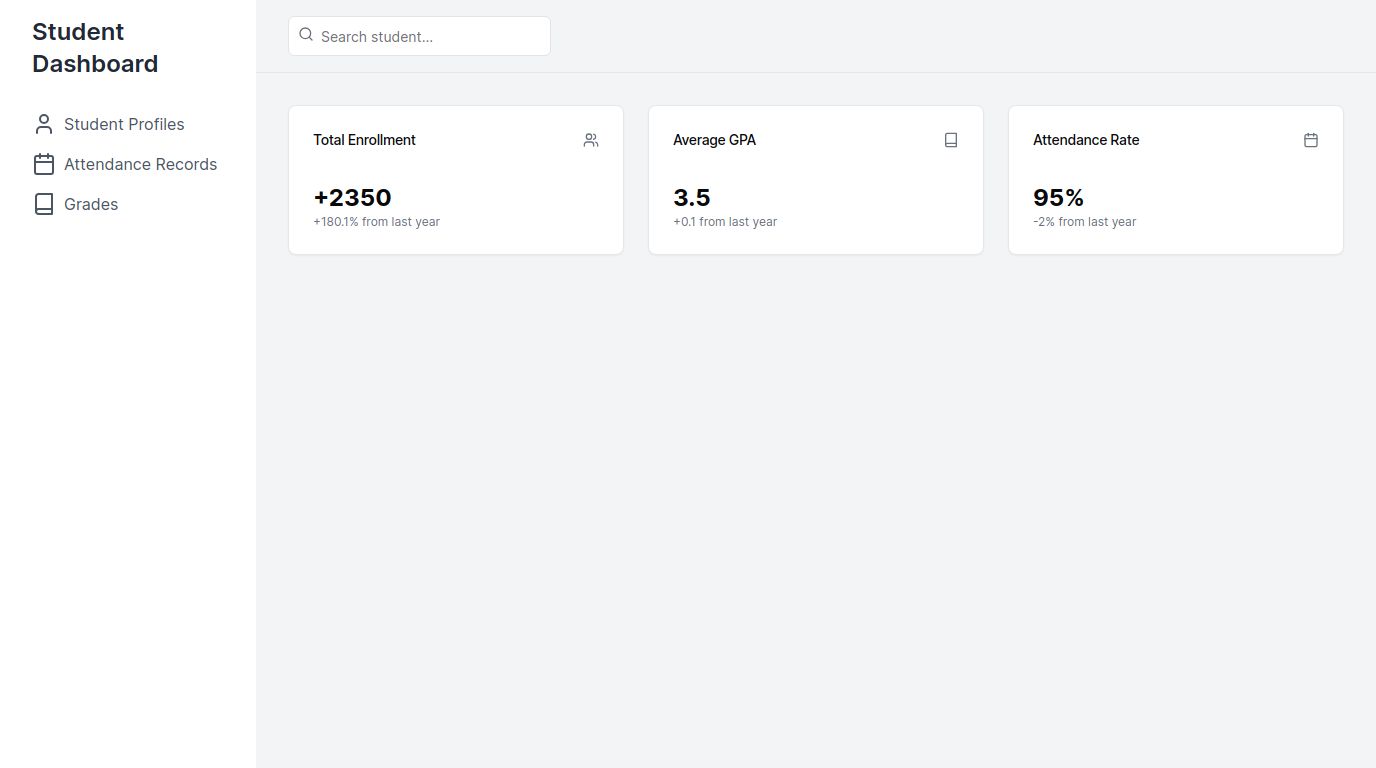 Student
Dashboard
Student Profiles
Attendance Records
Grades
Search student...
Total Enrollment
+2350
+180.1% from last year
Average GPA
3.5
+0.1 from last year
Attendance Rate
95%
-2% from last year